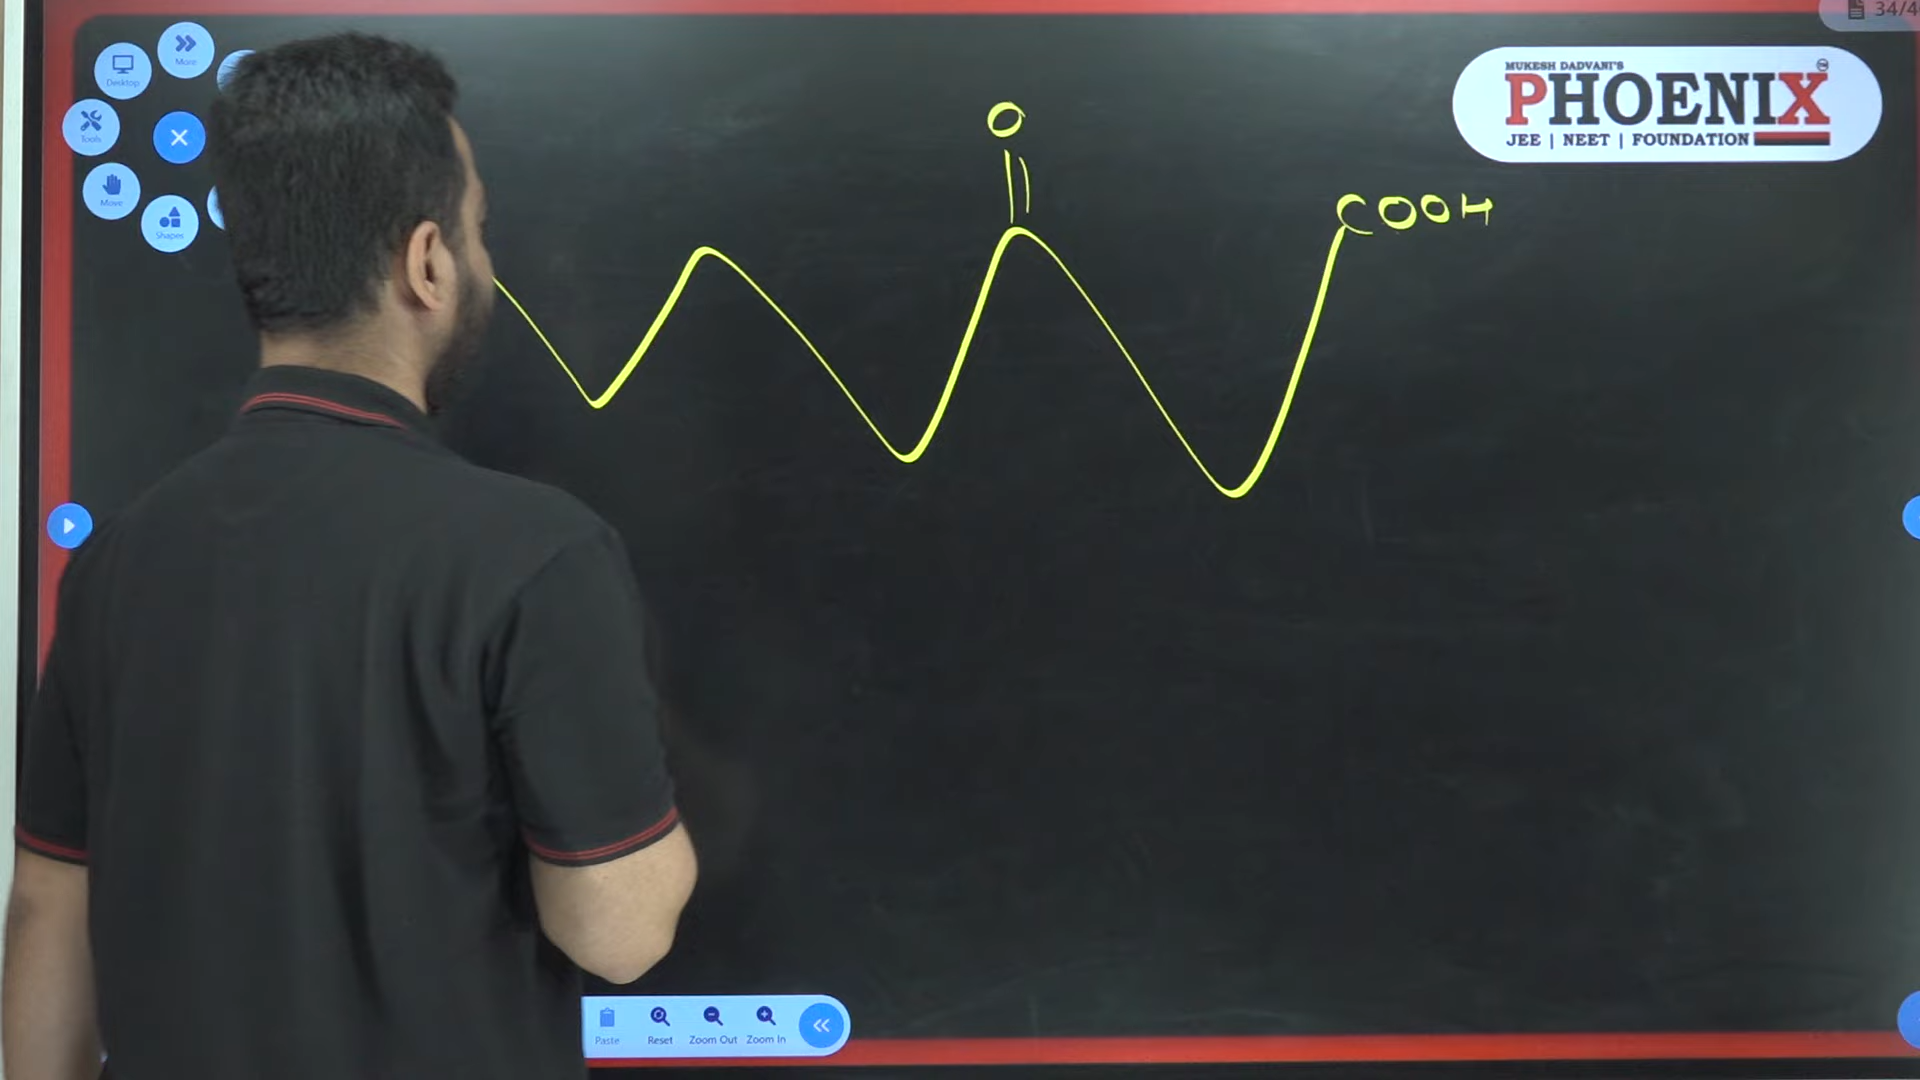 34/4
More
Desktop
Tools
Move
Shapes
MUKESH DADVANI'S
PHOENIX
JEE | NEET | FOUNDATION
O
COOH
Paste
Reset
Zoom Out
Zoom In